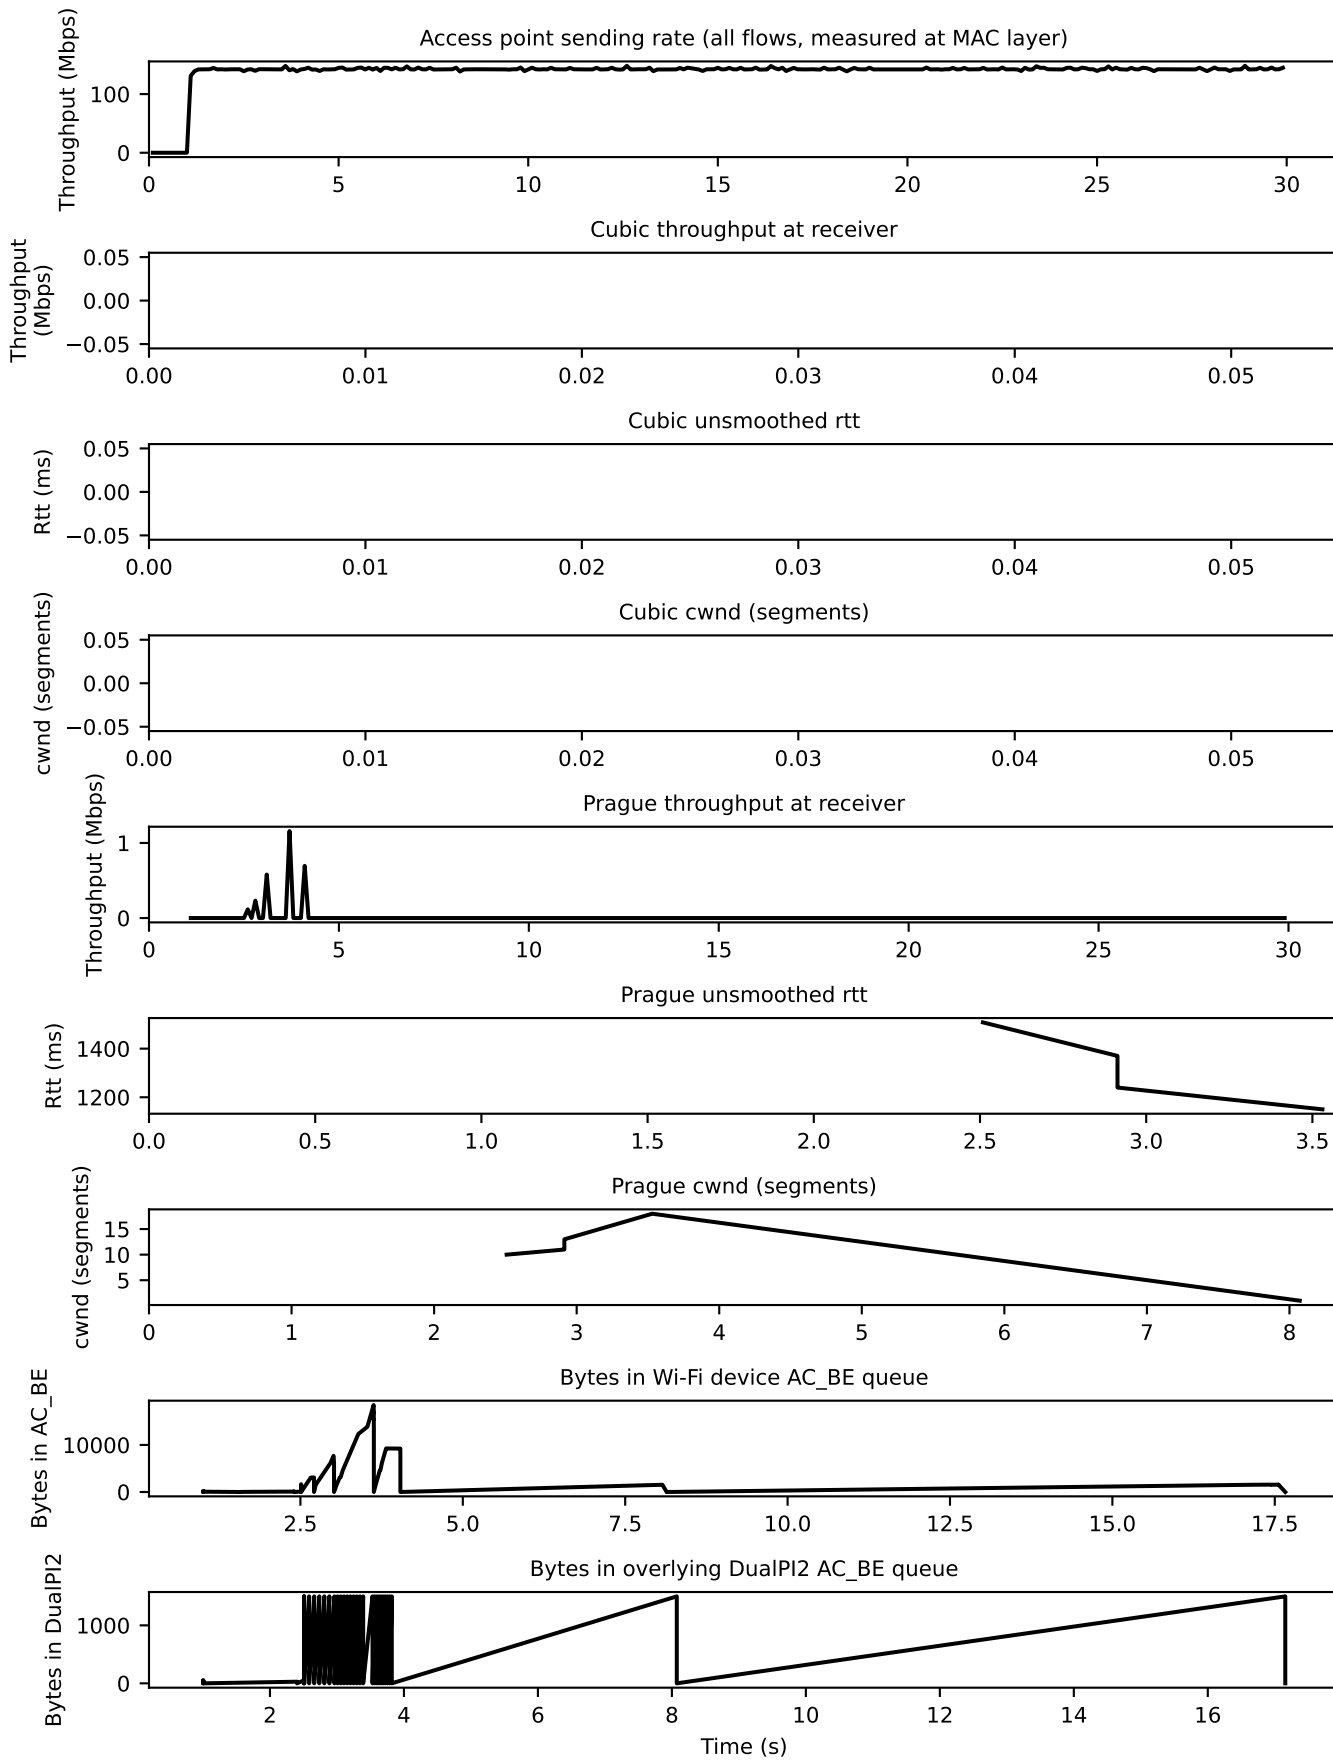 Access point sending rate (all flows, measured at MAC layer)
Throughput (Mbps)
100
0
0 5 10 15 20 25 30
Cubic throughput at receiver
Throughput
(Mbps)
0.05
0.00
−0.05
0.00 0.01 0.02 0.03 0.04 0.05
Cubic unsmoothed rtt
Rtt (ms)
0.05
0.00
−0.05
0.00 0.01 0.02 0.03 0.04 0.05
Cubic cwnd (segments)
cwnd (segments)
0.05
0.00
−0.05
0.00 0.01 0.02 0.03 0.04 0.05
Prague throughput at receiver
Throughput (Mbps)
1
0
0 5 10 15 20 25 30
Prague unsmoothed rtt
Rtt (ms)
1400
1200
0.0 0.5 1.0 1.5 2.0 2.5 3.0 3.5
Prague cwnd (segments)
cwnd (segments)
15
10
5
0 1 2 3 4 5 6 7 8
Bytes in Wi-Fi device AC_BE queue
Bytes in AC_BE
10000
0
2.5 5.0 7.5 10.0 12.5 15.0 17.5
Bytes in overlying DualPI2 AC_BE queue
Bytes in DualPI2
1000
0
2 4 6 8 10 12 14 16
Time (s)